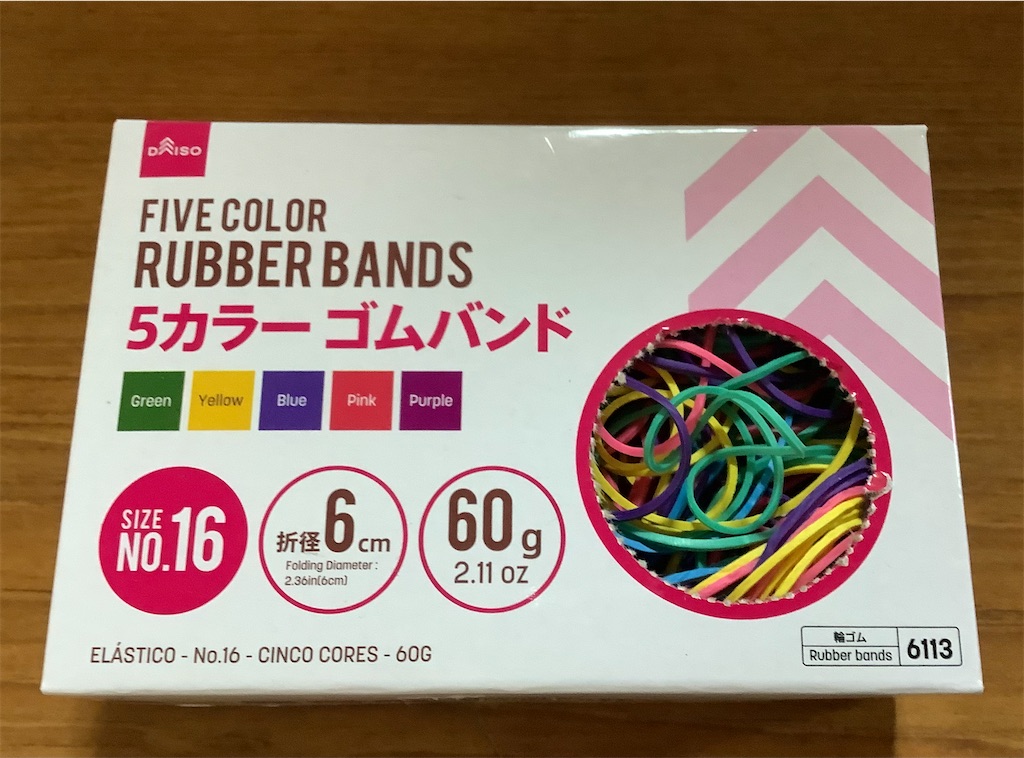 DAISO
FIVE COLOR
RUBBER BANDS
5カラー ゴムバンド
Green Yellow Blue Pink Purple
SIZE
NO.16
折径6cm
Folding Diameter :
2.36in(6cm)
60g
2.11 oz
ELÁSTICO - No.16 - CINCO CORES - 60G
輪ゴム
Rubber bands
6113